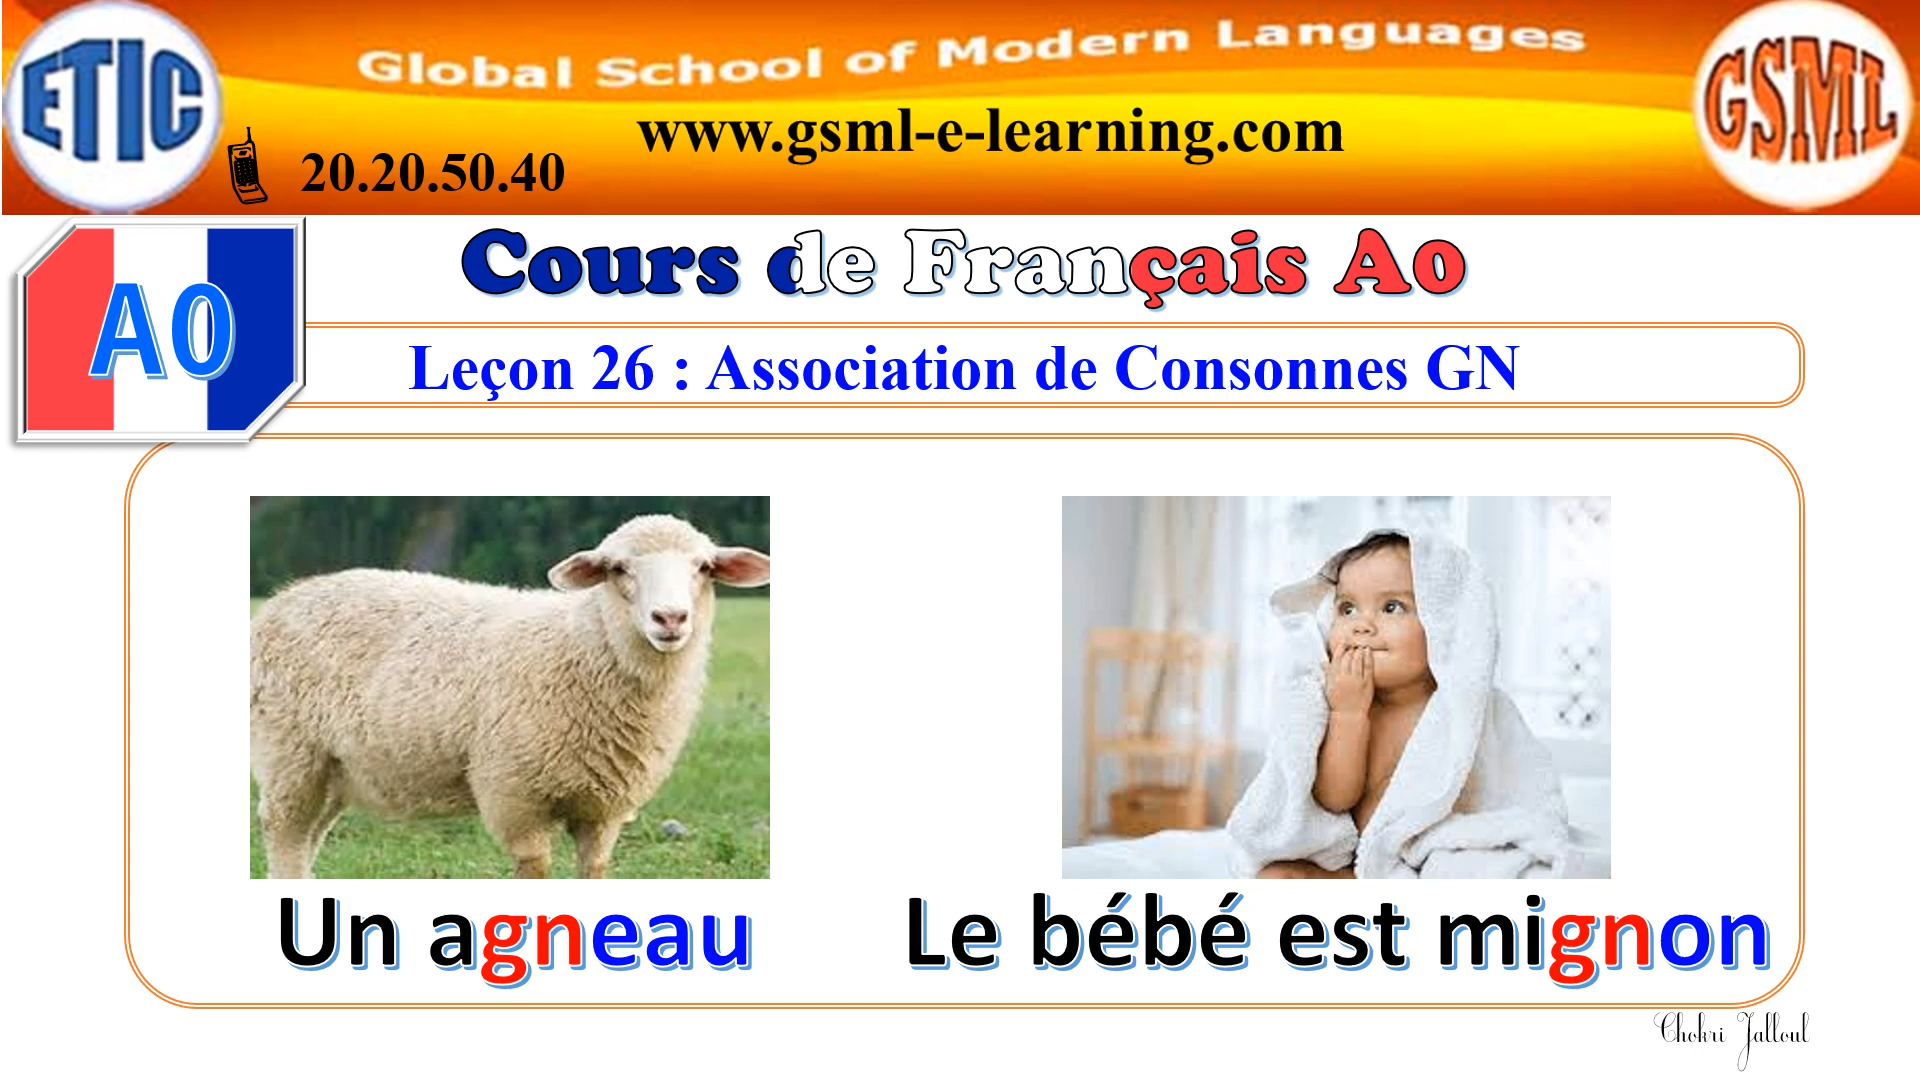 ETIC
Global School of Modern Languages
GSML
www.gsml-e-learning.com
20.20.50.40
A0
Cours de Français A0
Leçon 26 : Association de Consonnes GN
Un agneau
Le bébé est mignon
Chokri Jalloul